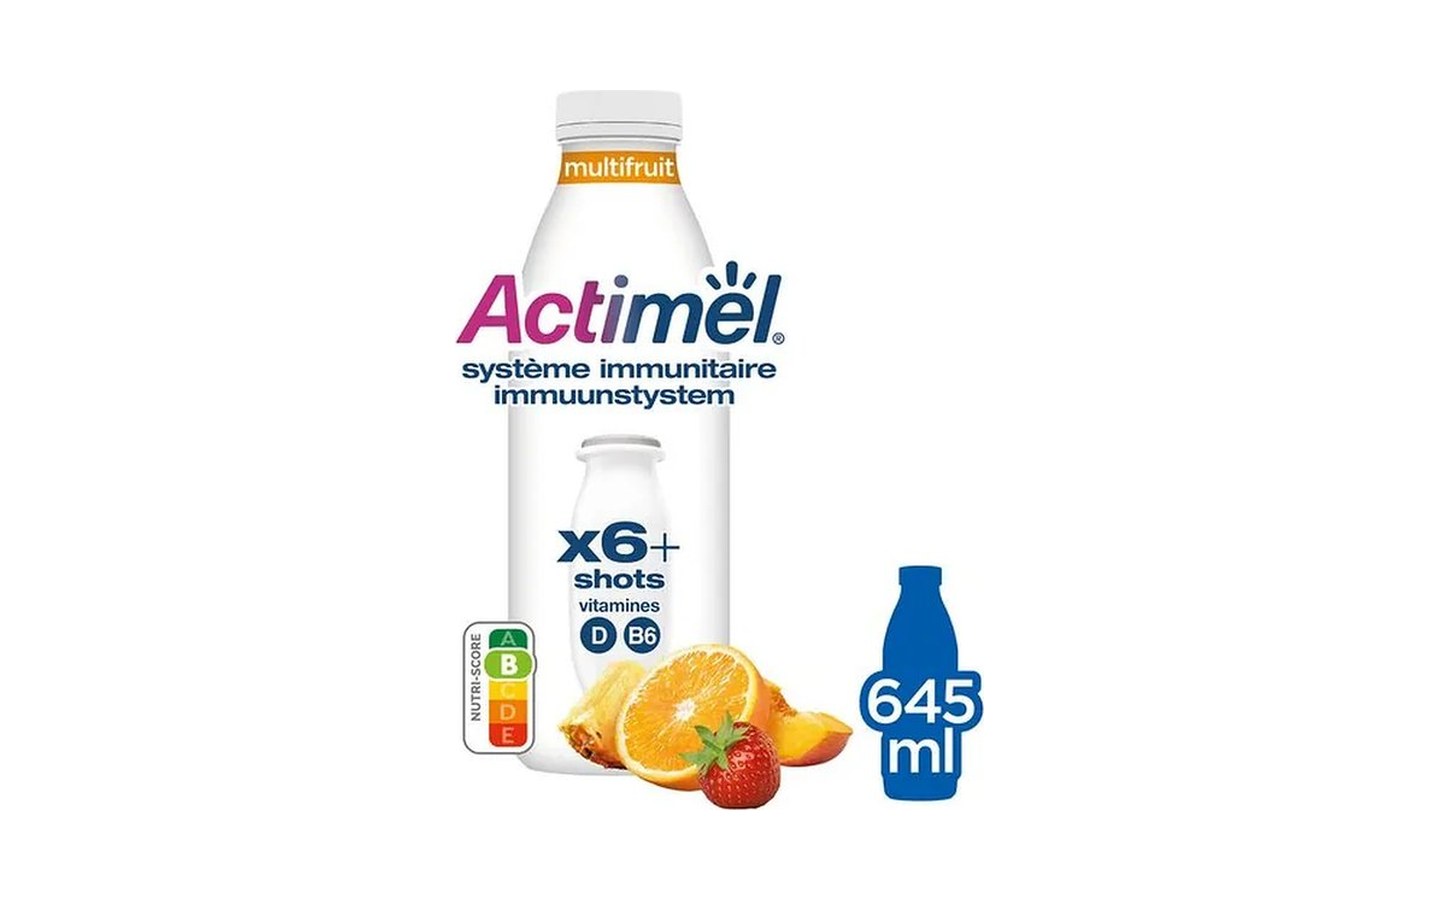 multifruit
Actimel®
système immunitaire
immuunstystem
x6+
shots
vitamines
D B6
NUTRI-SCORE
A
B
C
D
E
645
ml